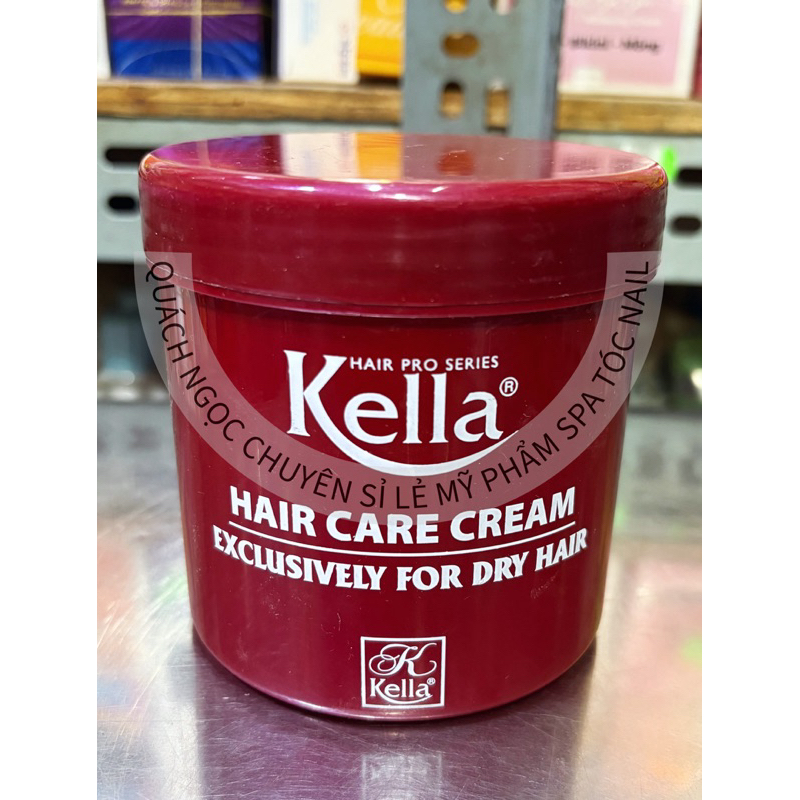 HAIR PRO SERIES
Kella®
QUÁCH NGỌC CHUYÊN SỈ LẺ MỸ PHẨM SPA TÓC NAIL
HAIR CARE CREAM
EXCLUSIVELY FOR DRY HAIR
K
Kella®